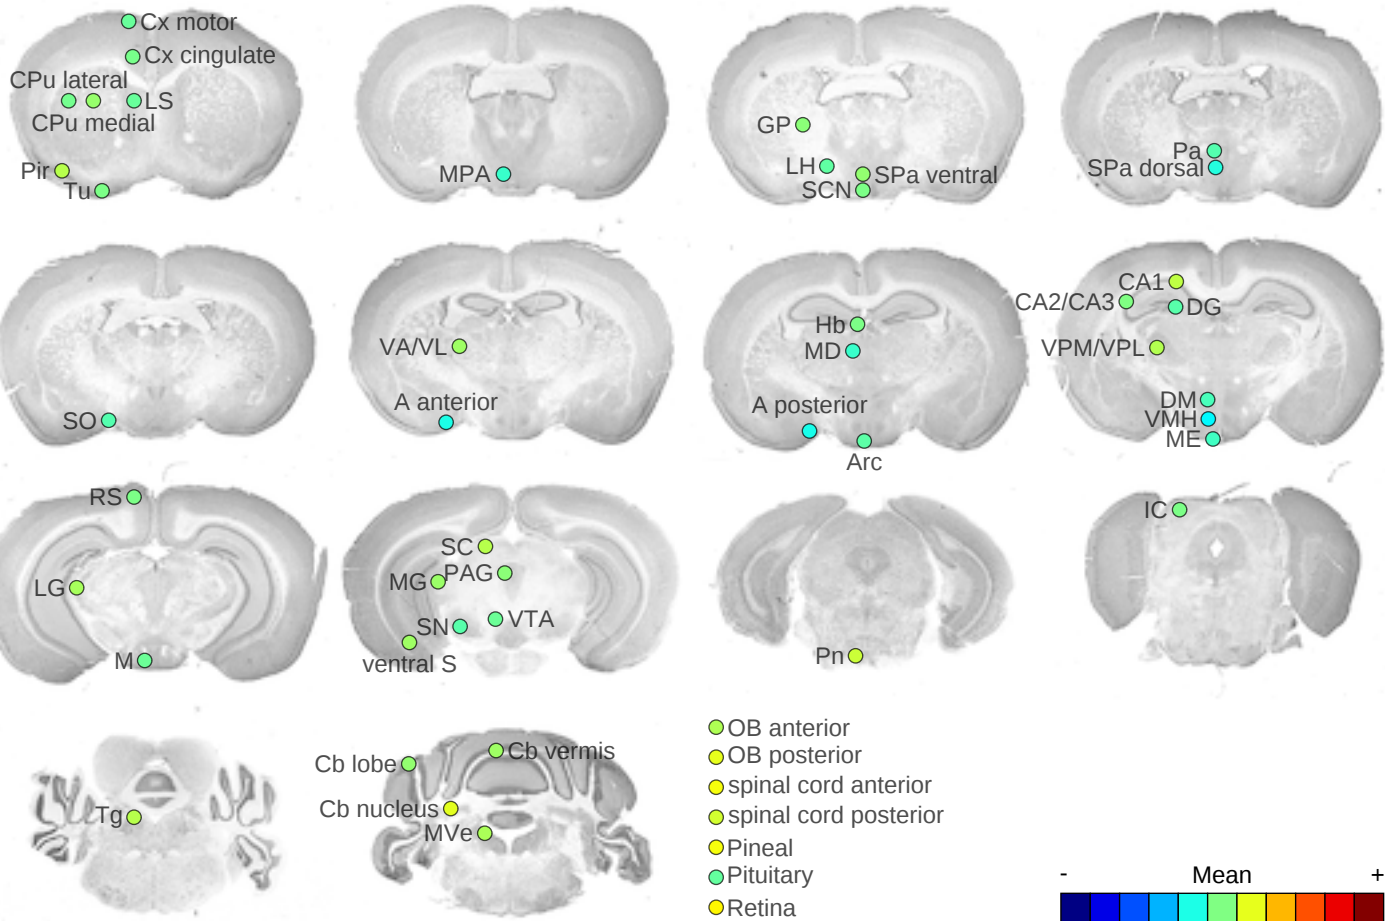 Cx motor
Cx cingulate
CPu lateral
LS
CPu medial
Pir
Tu
MPA
GP
LH
SPa ventral
SCN
Pa
SPa dorsal
SO
VA/VL
A anterior
Hb
MD
A posterior
Arc
CA1
CA2/CA3
DG
VPM/VPL
DM
VMH
ME
RS
LG
M
SC
MG
PAG
SN
VTA
ventral S
Pn
IC
Tg
Cb lobe
Cb vermis
Cb nucleus
MVe
OB anterior
OB posterior
spinal cord anterior
spinal cord posterior
Pineal
Pituitary
Retina
- Mean +